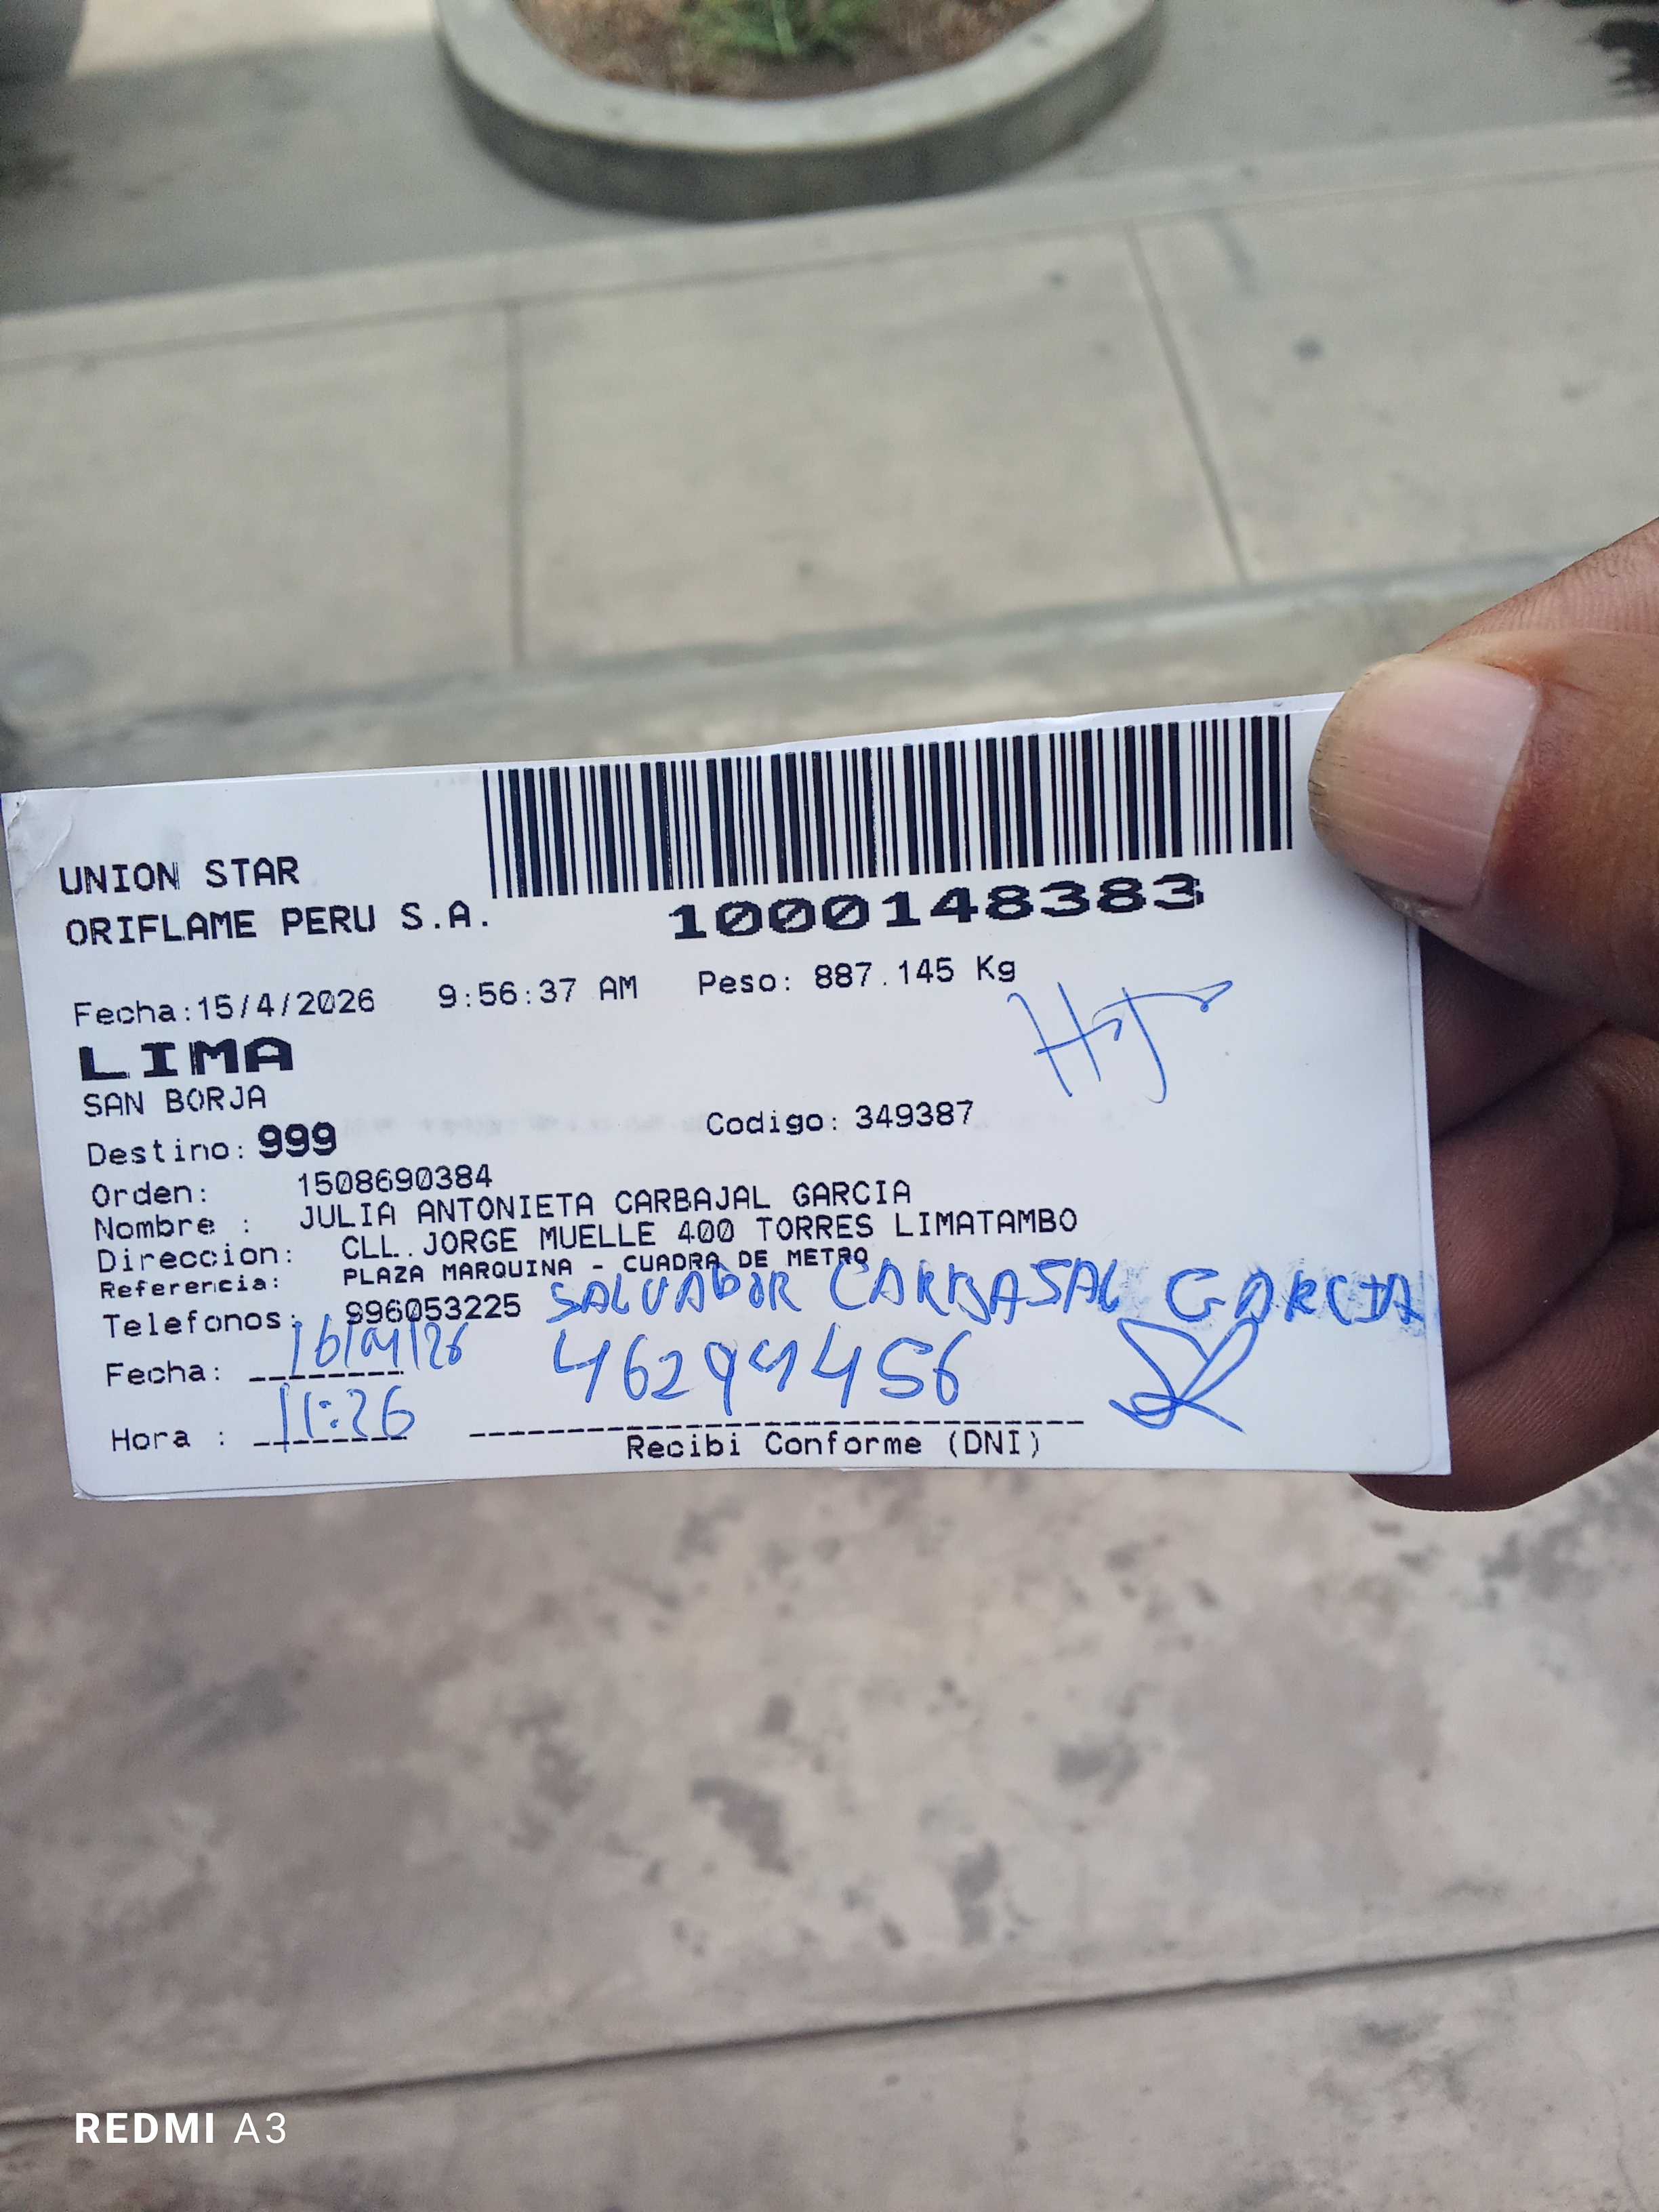 UNION STAR
ORIFLAME PERU S.A.
1000148383
Fecha:15/4/2026 9:56:37 AM Peso: 887.145 Kg
LIMA
SAN BORJA
Destino: 999 Codigo: 349387
Orden: 1508690384
Nombre : JULIA ANTONIETA CARBAJAL GARCIA
Direccion: CLL. JORGE MUELLE 400 TORRES LIMATAMBO
Referencia: PLAZA MARQUINA - CUADRA DE METRO
Telefonos: 996053225 SALVADOR CARBAJAL GARCIA
Fecha: 16/04/26 46294456
Hora : 11:26
Recibi Conforme (DNI)
REDMI A3